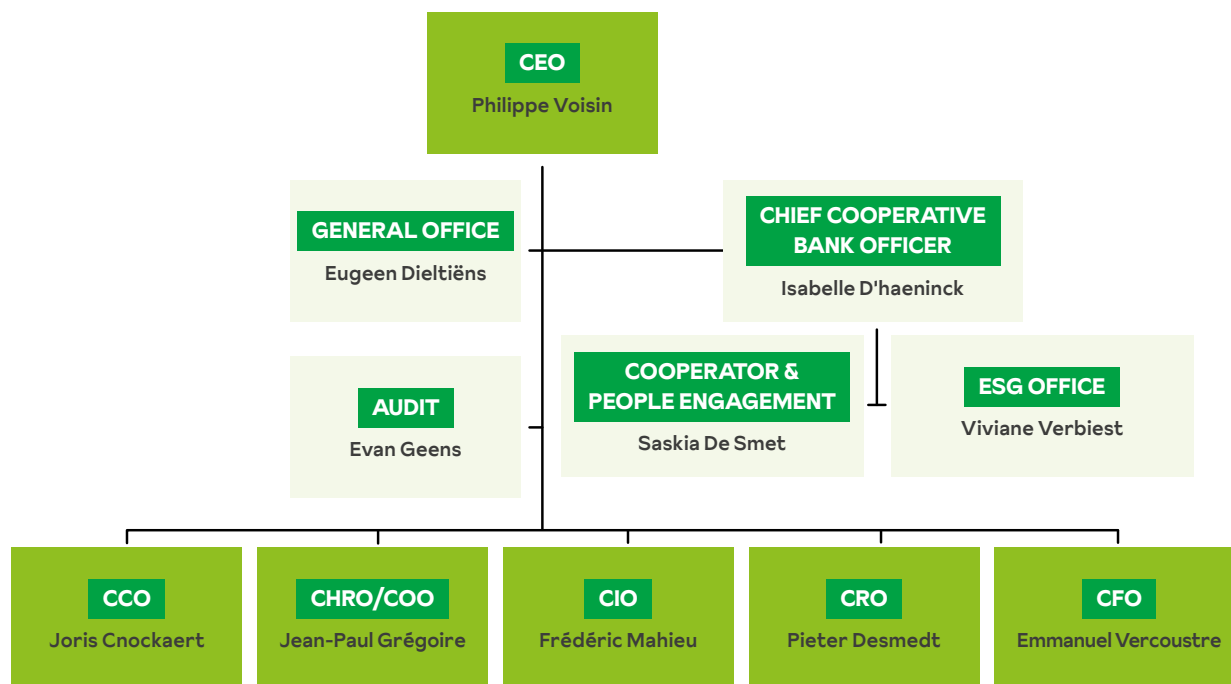 CEO
Philippe Voisin
GENERAL OFFICE
Eugeen Dieltiëns
CHIEF COOPERATIVE
BANK OFFICER
Isabelle D'haeninck
AUDIT
Evan Geens
COOPERATOR &
PEOPLE ENGAGEMENT
Saskia De Smet
ESG OFFICE
Viviane Verbiest
CCO
Joris Cnockaert
CHRO/COO
Jean-Paul Grégoire
CIO
Frédéric Mahieu
CRO
Pieter Desmedt
CFO
Emmanuel Vercoustre